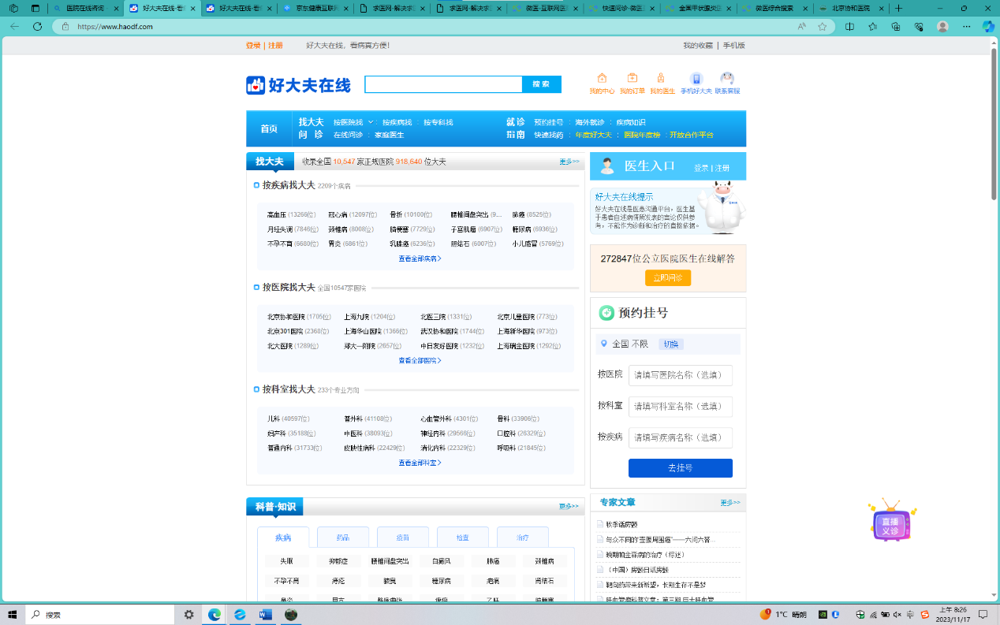 医院在线咨询
好大夫在线-看
好大夫在线-看
京东健康互联网
求医网-解决求
求医网-解决求
微医-互联网医
快速问诊-微医
全国甲状腺炎
微医综合搜索
北京协和医院
https://www.haodf.com
登录 | 注册
好大夫在线，看病真方便！
我的收藏 | 手机版
好大夫在线
搜 索
我的中心 我的订单 我的医生 手机好大夫 联系客服
首页
找大夫 按医院找 按疾病找 按专科找
问 诊 在线问诊 家庭医生
就 诊 预约挂号 海外就诊 疾病知识
指 南 快速找药 年度好大夫 医院年度榜 开放合作平台
找大夫 收录全国 10,547 家正规医院 918,640 位大夫 更多>>
按疾病找大夫 2209个疾病
高血压 (13266位) 冠心病 (12097位) 骨折 (10100位) 腰椎间盘突出 (9... 肺癌 (8525位)
月经失调 (7846位) 颈椎病 (8008位) 脑梗塞 (7729位) 子宫肌瘤 (6907位) 糖尿病 (6936位)
不孕不育 (6680位) 胃炎 (6861位) 乳腺癌 (6236位) 胆结石 (6007位) 小儿感冒 (5769位)
查看全部疾病>
按医院找大夫 全国10547家医院
北京协和医院 (1705位) 上海九院 (1204位) 北医三院 (1331位) 北京儿童医院 (773位)
北京301医院 (2360位) 上海华山医院 (1366位) 武汉协和医院 (1744位) 上海新华医院 (973位)
北大医院 (1289位) 郑大一附院 (2657位) 中日友好医院 (1232位) 上海瑞金医院 (1292位)
查看全部医院>
按科室找大夫 233个专业方向
儿科 (40597位) 普外科 (41108位) 心血管外科 (4301位) 骨科 (33906位)
妇产科 (35188位) 中医科 (38093位) 神经内科 (29566位) 口腔科 (26329位)
普通内科 (31733位) 皮肤性病科 (22429位) 消化内科 (22329位) 呼吸科 (21845位)
查看全部科室>
科普·知识 更多>>
疾病 药品 疫苗 检查 治疗
失眠 抑郁症 腰椎间盘突出 白癜风 肺癌 颈椎病
不孕不育 痔疮 腋臭 糖尿病 疤痕 肾结石
医生入口 登录 | 注册
好大夫在线提示
好大夫在线是医患沟通平台，医生基
于患者自述病情所发表的言论仅供参
考，不能作为诊断和治疗的直接依据。
272847位公立医院医生在线解答
立即问诊
预约挂号
全国 不限 切换
按医院 请填写医院名称（选填）
按科室 请填写科室名称（选填）
按疾病 请填写疾病名称（选填）
去挂号
专家文章 更多>>
秋季话房颤
与众不同的“壶腹周围癌”——六问六答...
晚期帕金森病的治疗（综述）
（中国）房颤日话房颤
靶向药带来新希望，长期生存不是梦
直播
义诊
搜索
1°C 晴朗
中
上午 8:26
2023/11/17